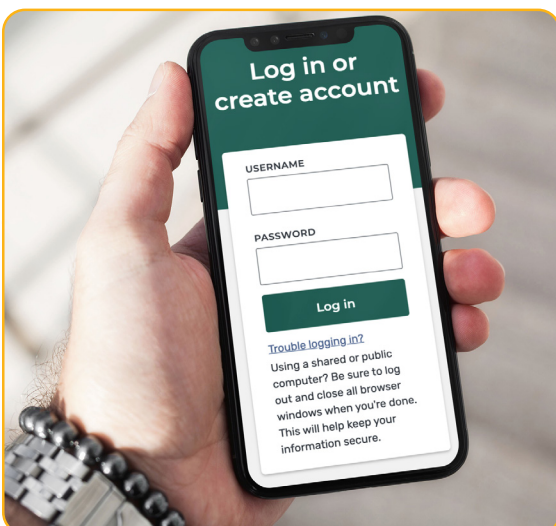 Log in or
create account
USERNAME
PASSWORD
Log in
Trouble logging in?
Using a shared or public
computer? Be sure to log
out and close all browser
windows when you're done.
This will help keep your
information secure.